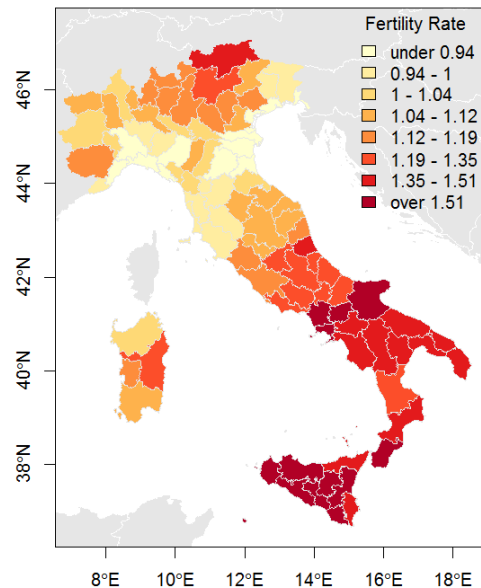 Fertility Rate
under 0.94
0.94 - 1
1 - 1.04
1.04 - 1.12
1.12 - 1.19
1.19 - 1.35
1.35 - 1.51
over 1.51
46°N
44°N
42°N
40°N
38°N
8°E 10°E 12°E 14°E 16°E 18°E